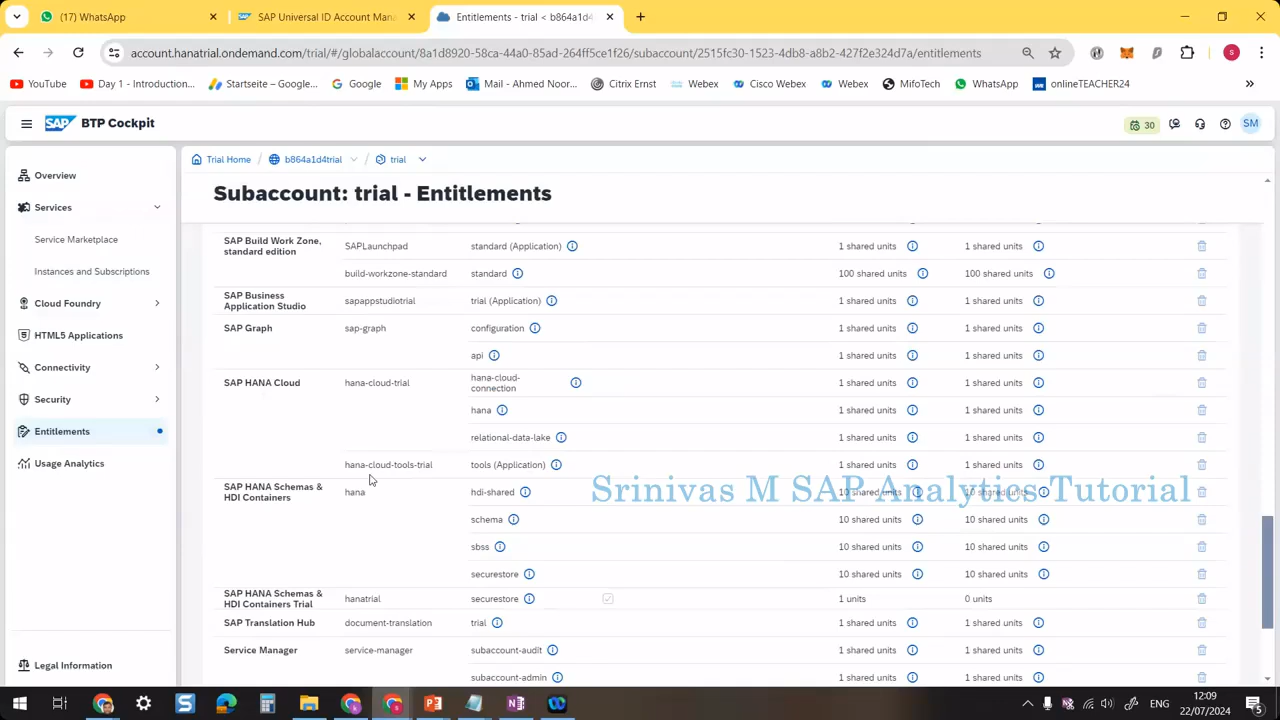 (17) WhatsApp
SAP Universal ID Account Mana
Entitlements - trial < b864a1d4
account.hanatrial.ondemand.com/trial/#/globalaccount/8a1d8920-58ca-44a0-85ad-264ff5ce1f26/subaccount/2515fc30-1523-4db8-a8b2-427f2e324d7a/entitlements
S
YouTube
Day 1 - Introduction...
Startseite – Google...
Google
My Apps
Mail - Ahmed Noor...
Citrix Ernst
Webex
Cisco Webex
Webex
MifoTech
WhatsApp
onlineTEACHER24
SAP BTP Cockpit
30
SM
Overview
Services
Service Marketplace
Instances and Subscriptions
Cloud Foundry
HTML5 Applications
Connectivity
Security
Entitlements
Usage Analytics
Legal Information
Trial Home / b864a1d4trial / trial
Subaccount: trial - Entitlements
SAP Build Work Zone, standard edition SAPLaunchpad standard (Application) 1 shared units 1 shared units
build-workzone-standard standard 100 shared units 100 shared units
SAP Business Application Studio sapappstudiotrial trial (Application) 1 shared units 1 shared units
SAP Graph sap-graph configuration 1 shared units 1 shared units
api 1 shared units 1 shared units
SAP HANA Cloud hana-cloud-trial hana-cloud-connection 1 shared units 1 shared units
hana 1 shared units 1 shared units
relational-data-lake 1 shared units 1 shared units
hana-cloud-tools-trial tools (Application) 1 shared units 1 shared units
SAP HANA Schemas & HDI Containers hana hdi-shared 10 shared units 10 shared units
Srinivas M SAP Analytics Tutorial
schema 10 shared units 10 shared units
sbss 10 shared units 10 shared units
securestore 10 shared units 10 shared units
SAP HANA Schemas & HDI Containers Trial hanatrial securestore 1 units 0 units
SAP Translation Hub document-translation trial 1 shared units 1 shared units
Service Manager service-manager subaccount-audit 1 shared units 1 shared units
subaccount-admin 1 shared units 1 shared units
ENG
12:09
22/07/2024